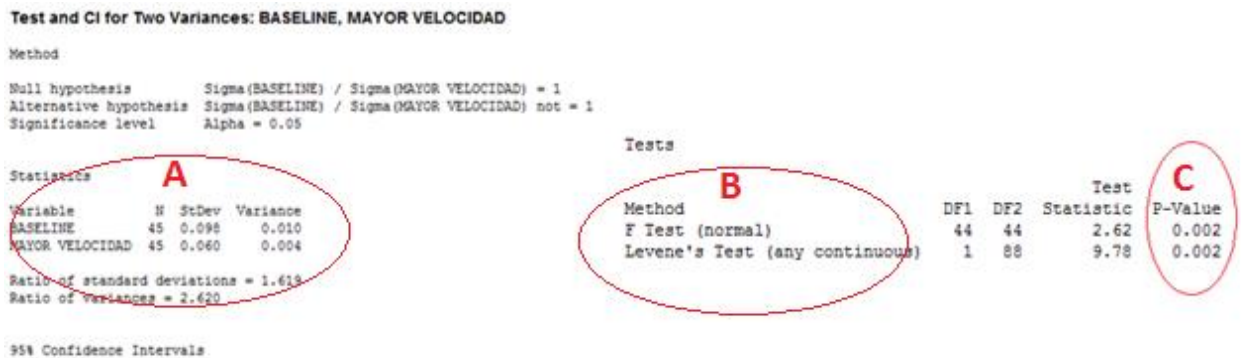 Test and CI for Two Variances: BASELINE, MAYOR VELOCIDAD
Method
Null hypothesis Sigma(BASELINE) / Sigma(MAYOR VELOCIDAD) = 1
Alternative hypothesis Sigma(BASELINE) / Sigma(MAYOR VELOCIDAD) not = 1
Significance level Alpha = 0.05
Statistics
A
Variable N StDev Variance
BASELINE 45 0.098 0.010
MAYOR VELOCIDAD 45 0.060 0.004
Ratio of standard deviations = 1.619
Ratio of variances = 2.620
95% Confidence Intervals
Tests
B
C
Test
Method DF1 DF2 Statistic P-Value
F Test (normal) 44 44 2.62 0.002
Levene's Test (any continuous) 1 88 9.78 0.002